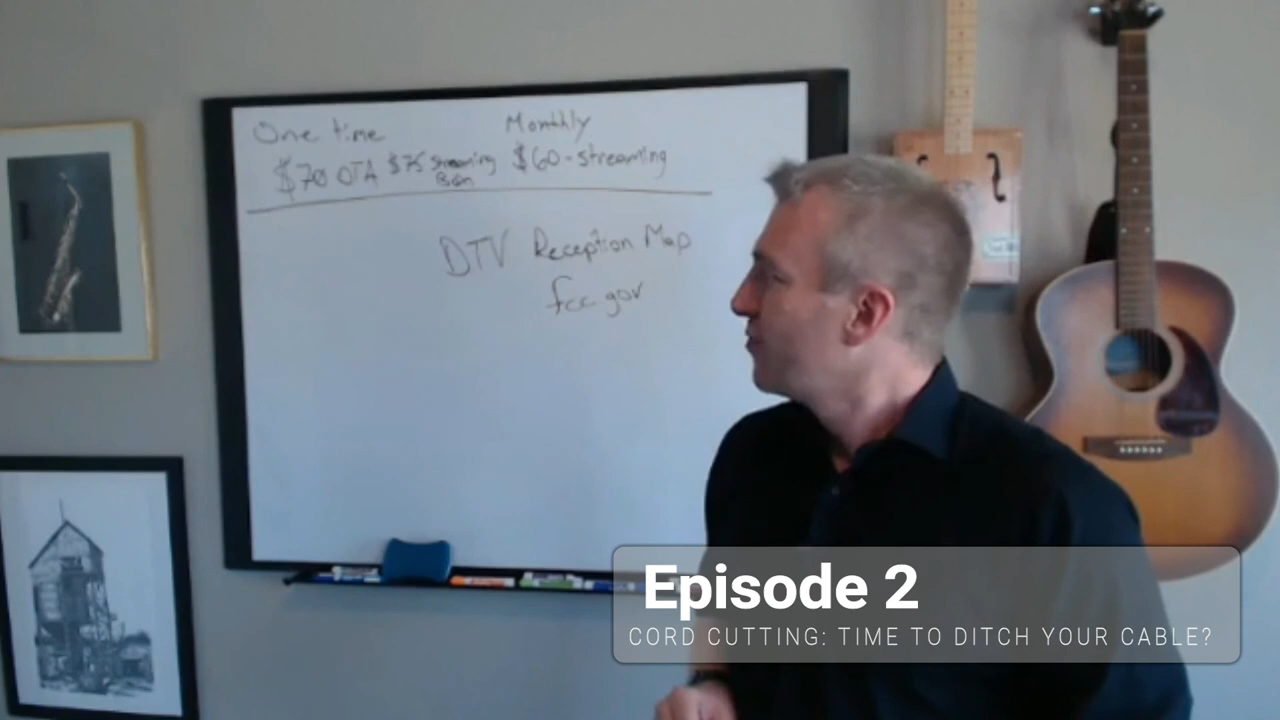 One time Monthly
$70 OTA $75 Streaming Box $60-streaming
DTV Reception Map
fcc.gov
Episode 2
CORD CUTTING: TIME TO DITCH YOUR CABLE?